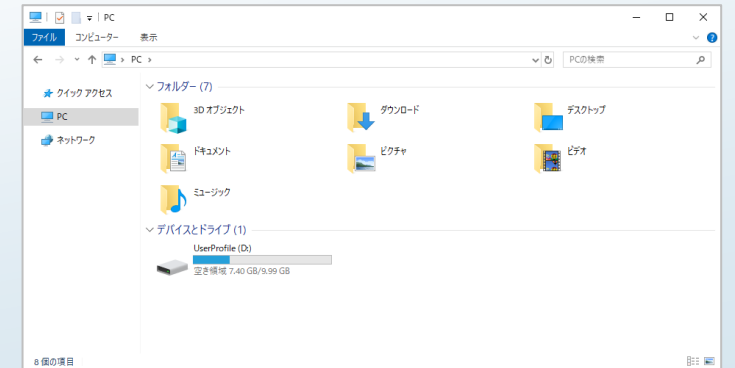 PC
ファイル コンピューター 表示
PC
PCの検索
クイック アクセス
PC
ネットワーク
フォルダー (7)
3D オブジェクト
ダウンロード
デスクトップ
ドキュメント
ピクチャ
ビデオ
ミュージック
デバイスとドライブ (1)
UserProfile (D:)
空き領域 7.40 GB/9.99 GB
8 個の項目